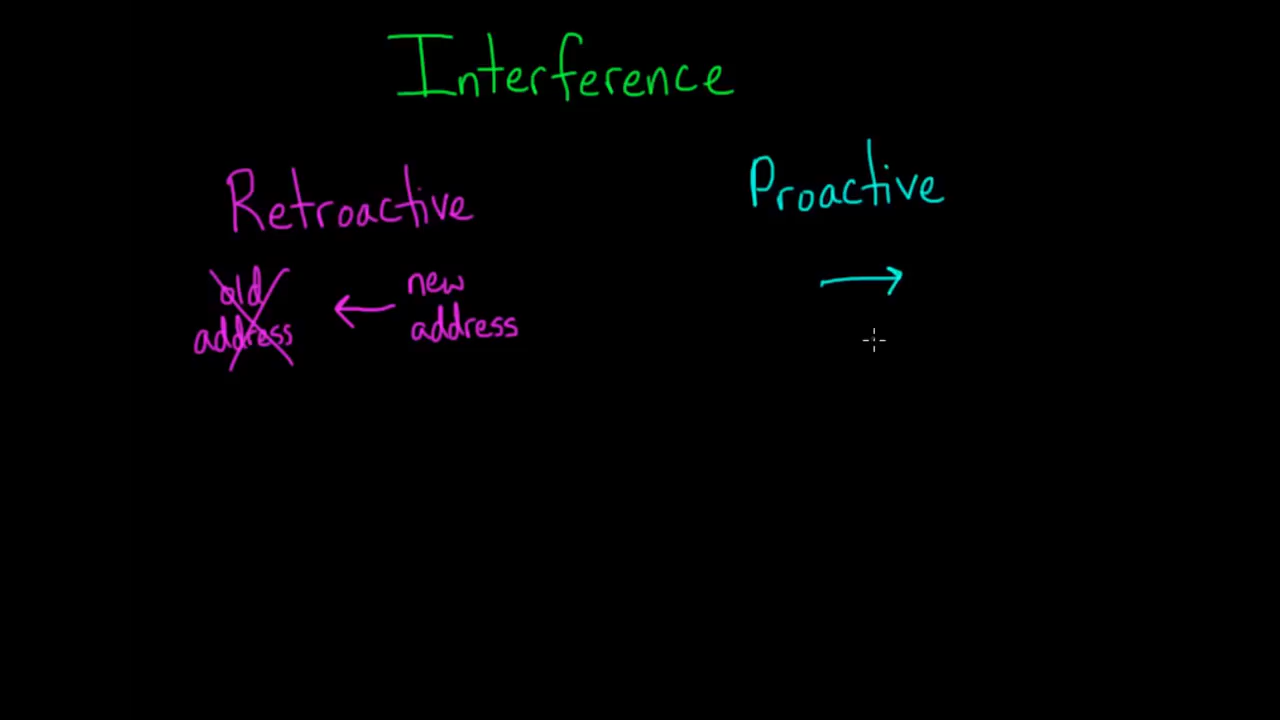 Interference
Retroactive
Proactive
old
address
new
address